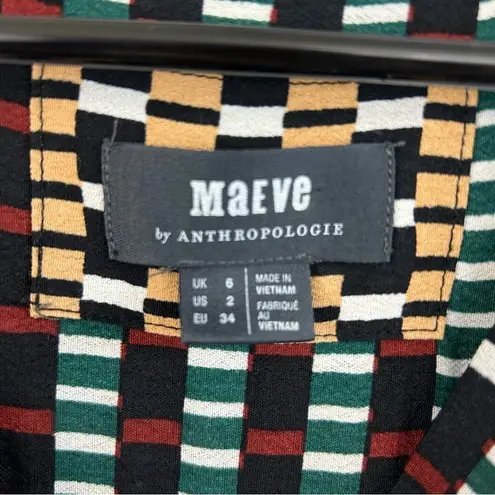 MaEve
by ANTHROPOLOGIE
UK 6
US 2
EU 34
MADE IN
VIETNAM
FABRIQUÉ
AU
VIETNAM